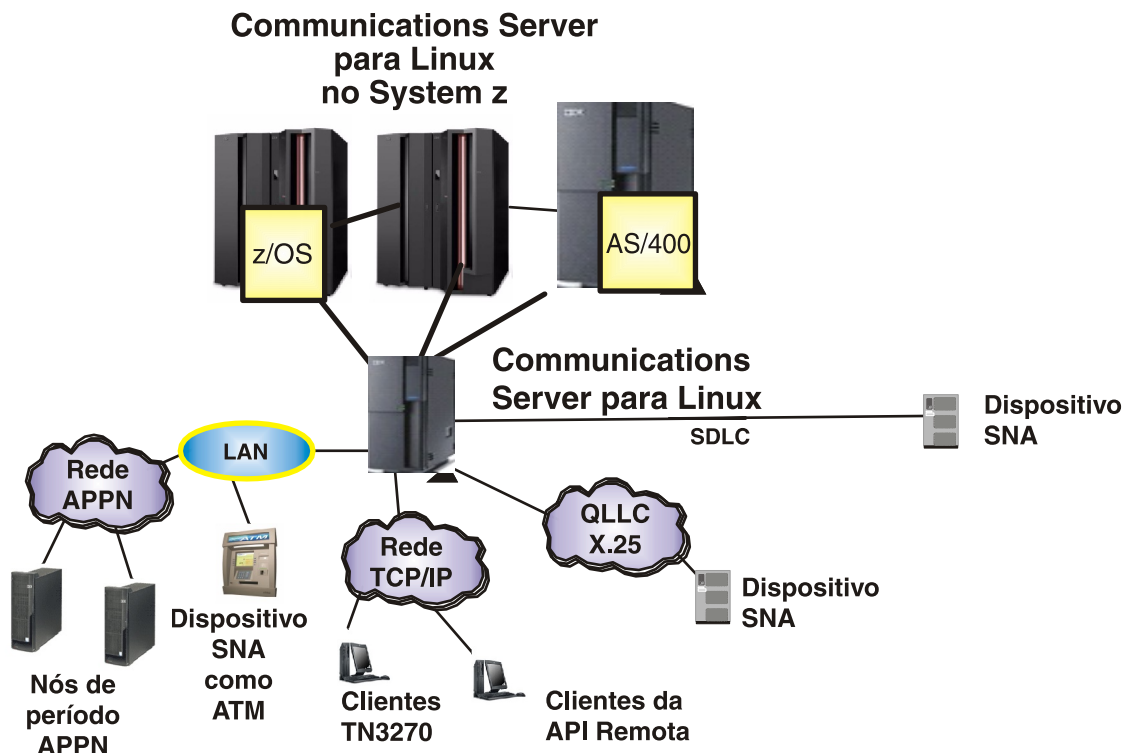 Communications Server
para Linux
no System z
z/OS
AS/400
Communications
Server para Linux
SDLC
Dispositivo
SNA
LAN
Rede
APPN
Rede
TCP/IP
QLLC
X.25
ATM
Dispositivo
SNA
Dispositivo
SNA
como
ATM
Nós de
período
APPN
Clientes
TN3270
Clientes da
API Remota